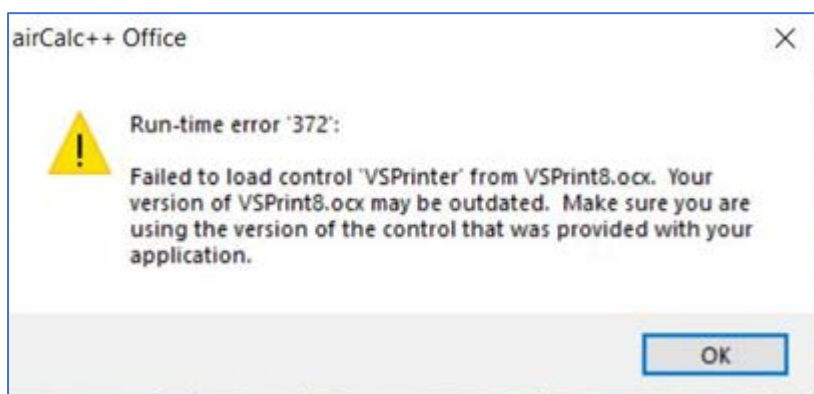 airCalc++ Office
Run-time error '372':
Failed to load control 'VSPrinter' from VSPrint8.ocx. Your
version of VSPrint8.ocx may be outdated. Make sure you are
using the version of the control that was provided with your
application.
OK